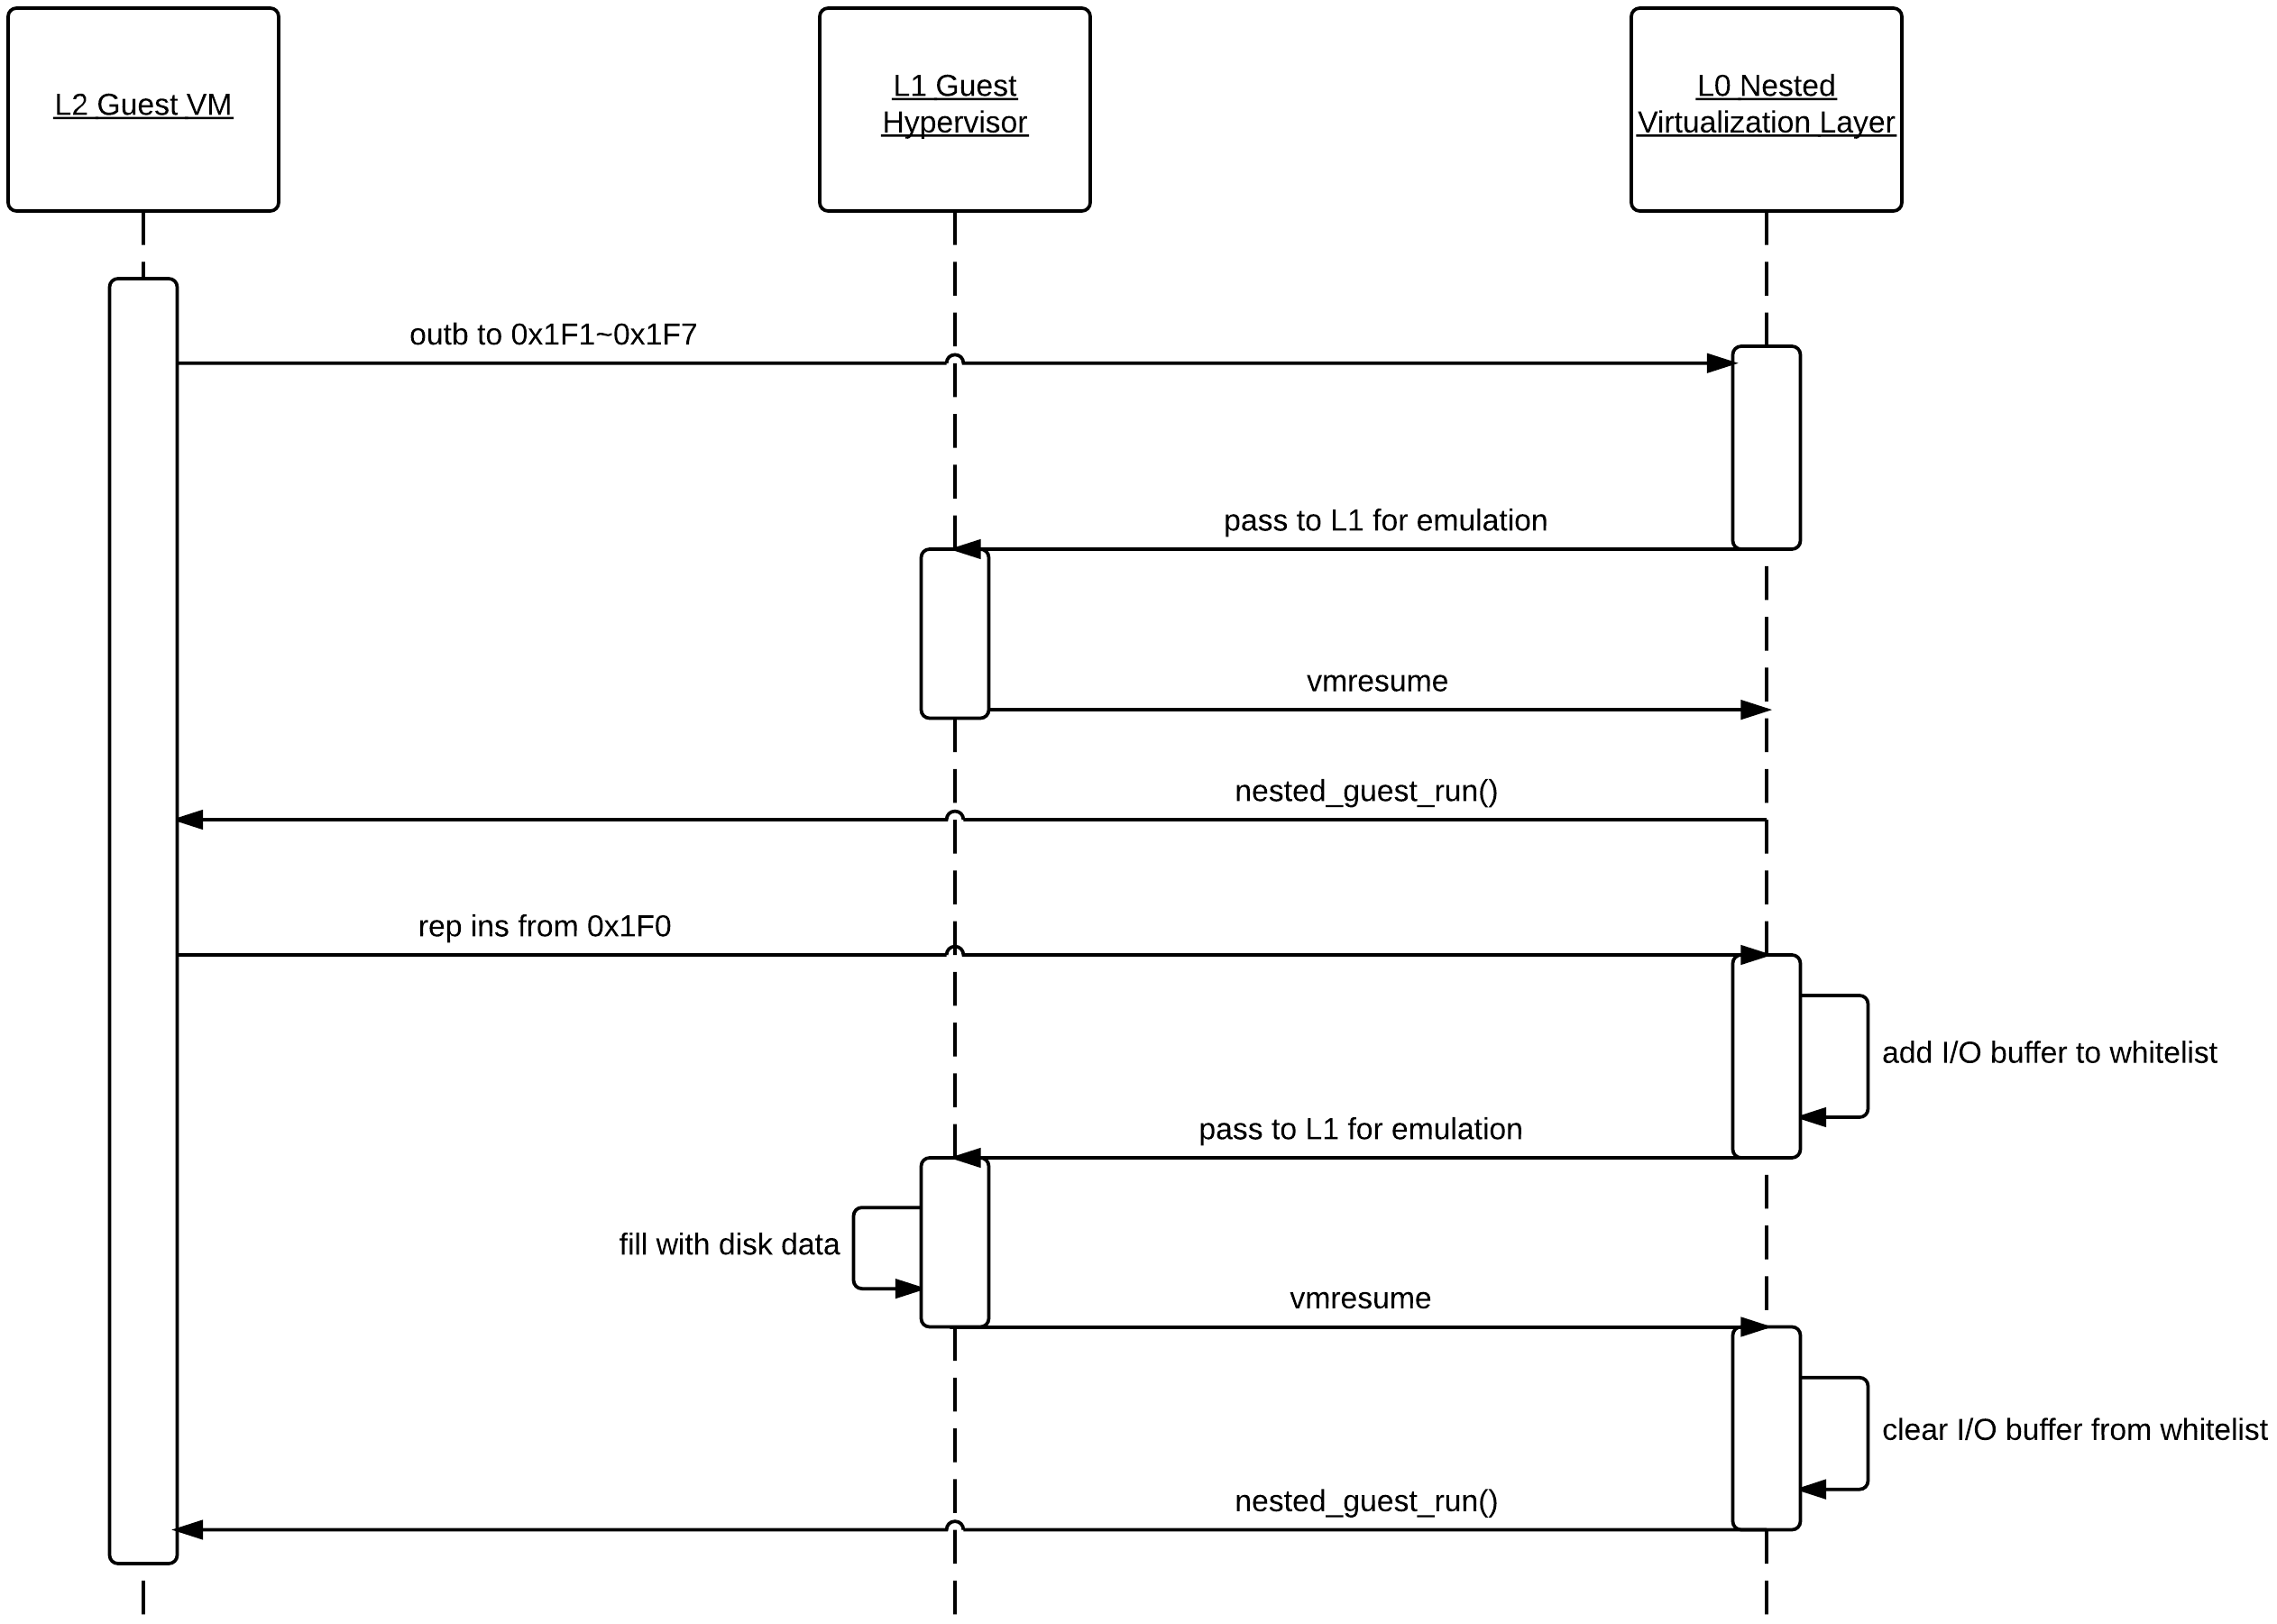 L2 Guest VM
L1 Guest
Hypervisor
L0 Nested
Virtualization Layer
outb to 0x1F1~0x1F7
pass to L1 for emulation
vmresume
nested_guest_run()
rep ins from 0x1F0
add I/O buffer to whitelist
pass to L1 for emulation
fill with disk data
vmresume
clear I/O buffer from whitelist
nested_guest_run()